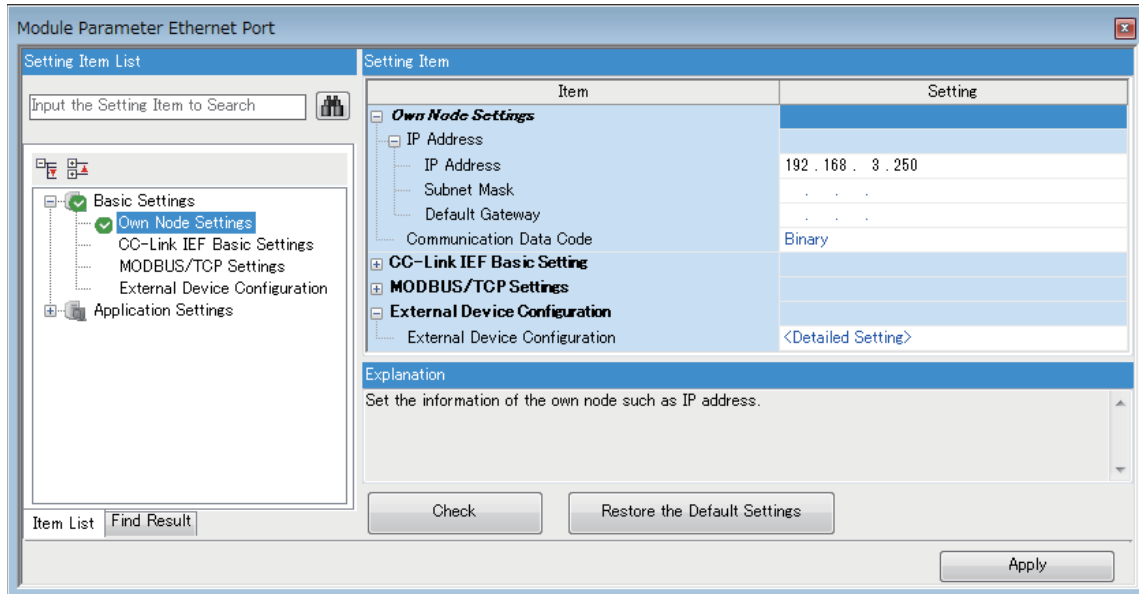 Module Parameter Ethernet Port
Setting Item List
Input the Setting Item to Search
Basic Settings
Own Node Settings
CC-Link IEF Basic Settings
MODBUS/TCP Settings
External Device Configuration
Application Settings
Item List Find Result
Setting Item
Item Setting
Own Node Settings
IP Address
IP Address 192 . 168 . 3 . 250
Subnet Mask . . .
Default Gateway . . .
Communication Data Code Binary
CC-Link IEF Basic Setting
MODBUS/TCP Settings
External Device Configuration
External Device Configuration <Detailed Setting>
Explanation
Set the information of the own node such as IP address.
Check Restore the Default Settings
Apply